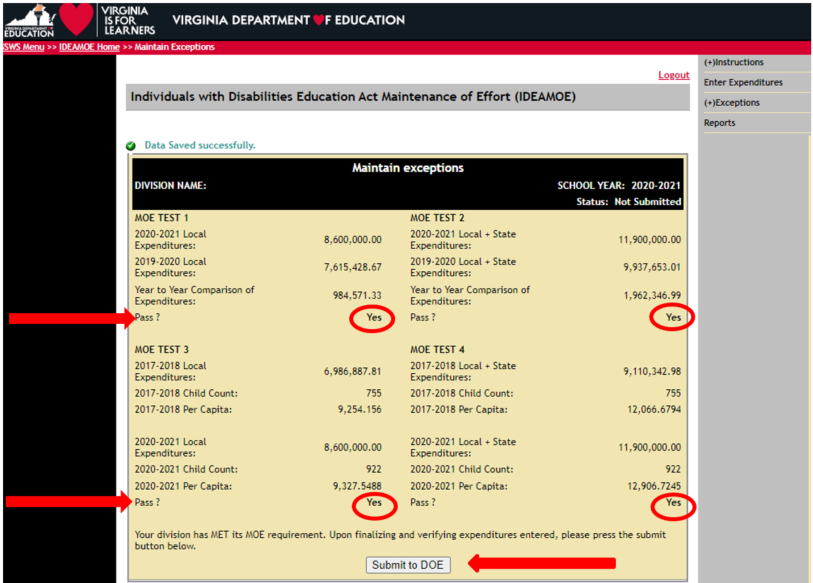 VIRGINIA
IS FOR
LEARNERS
VIRGINIA DEPARTMENT OF EDUCATION
VIRGINIA DEPARTMENT OF
EDUCATION
SSWS Menu >> IDEAMOE Home >> Maintain Exceptions
(+)Instructions
Enter Expenditures
(+)Exceptions
Reports
Logout
Individuals with Disabilities Education Act Maintenance of Effort (IDEAMOE)
Data Saved successfully.
Maintain exceptions
DIVISION NAME: SCHOOL YEAR: 2020-2021
Status: Not Submitted
MOE TEST 1 MOE TEST 2
2020-2021 Local 2020-2021 Local + State
Expenditures: 8,600,000.00 Expenditures: 11,900,000.00
2019-2020 Local 2019-2020 Local + State
Expenditures: 7,615,428.67 Expenditures: 9,937,653.01
Year to Year Comparison of Year to Year Comparison of
Expenditures: 984,571.33 Expenditures: 1,962,346.99
Pass ? Yes Pass ? Yes
MOE TEST 3 MOE TEST 4
2017-2018 Local 2017-2018 Local + State
Expenditures: 6,986,887.81 Expenditures: 9,110,342.98
2017-2018 Child Count: 755 2017-2018 Child Count: 755
2017-2018 Per Capita: 9,254.156 2017-2018 Per Capita: 12,066.6794
2020-2021 Local 2020-2021 Local + State
Expenditures: 8,600,000.00 Expenditures: 11,900,000.00
2020-2021 Child Count: 922 2020-2021 Child Count: 922
2020-2021 Per Capita: 9,327.5488 2020-2021 Per Capita: 12,906.7245
Pass ? Yes Pass ? Yes
Your division has MET its MOE requirement. Upon finalizing and verifying expenditures entered, please press the submit
button below.
Submit to DOE